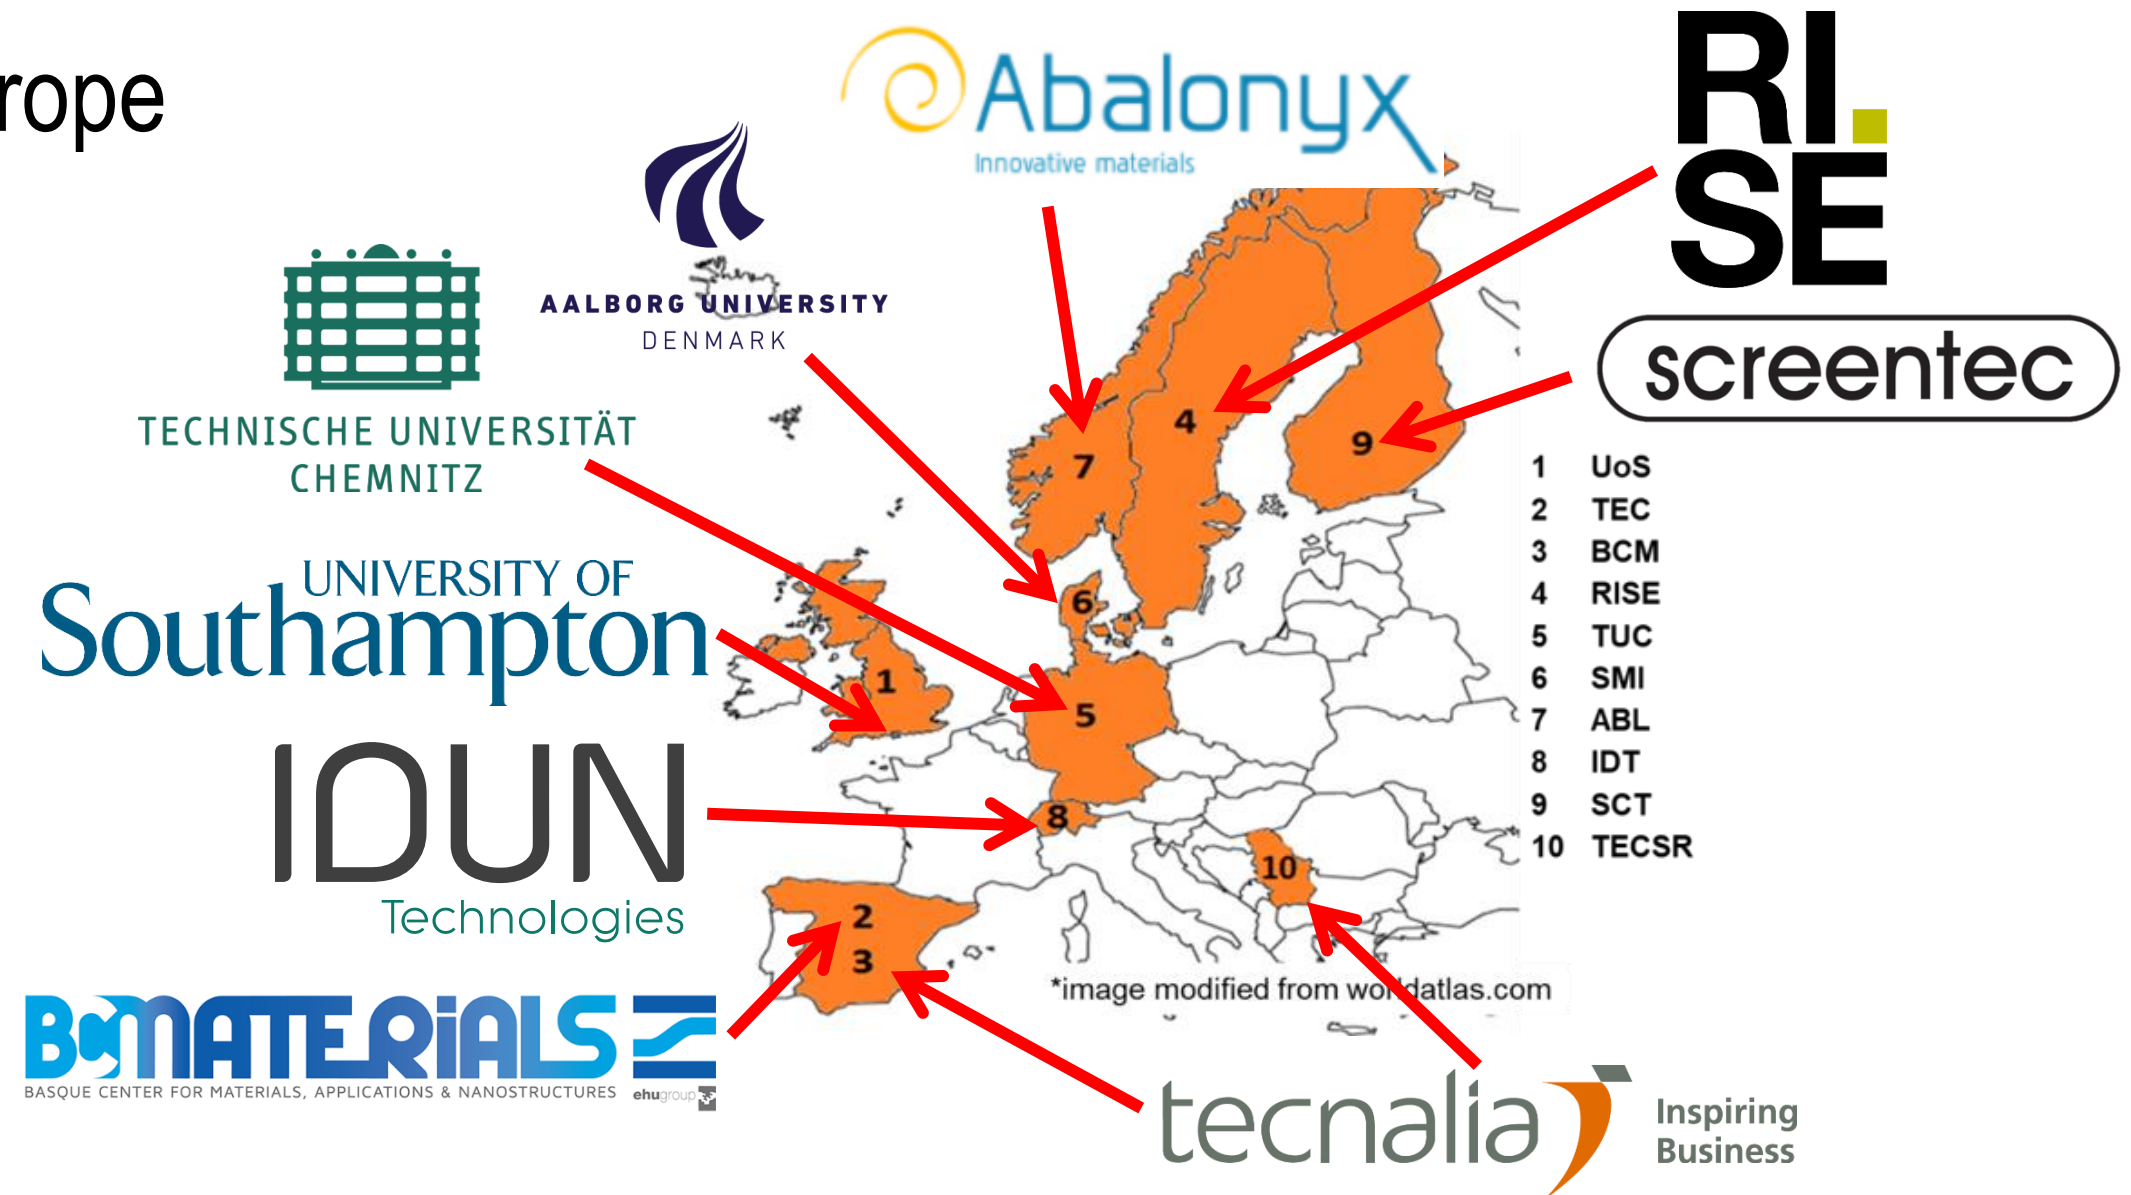 rope
Abalonyx
Innovative materials
RI.
SE
AALBORG UNIVERSITY
DENMARK
screentec
TECHNISCHE UNIVERSITÄT
CHEMNITZ
UNIVERSITY OF
Southampton
IDUN
Technologies
BCMATERIALS
BASQUE CENTER FOR MATERIALS, APPLICATIONS & NANOSTRUCTURES
ehugroup
4
9
7
6
1
5
8
10
2
3
1 UoS
2 TEC
3 BCM
4 RISE
5 TUC
6 SMI
7 ABL
8 IDT
9 SCT
10 TECSR
*image modified from worldatlas.com
tecnalia
Inspiring
Business